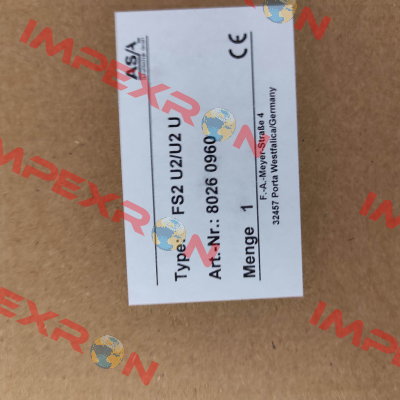 AS/A
Type: FS2 U2/U2 U
Art.-Nr.: 8026 0960
Menge 1
CE
F.-A.-Meyer-Straße 4
32457 Porta Westfalica/Germany
IMPEXRON
IMPEXRON
IMPEXRON
IMPEXRON